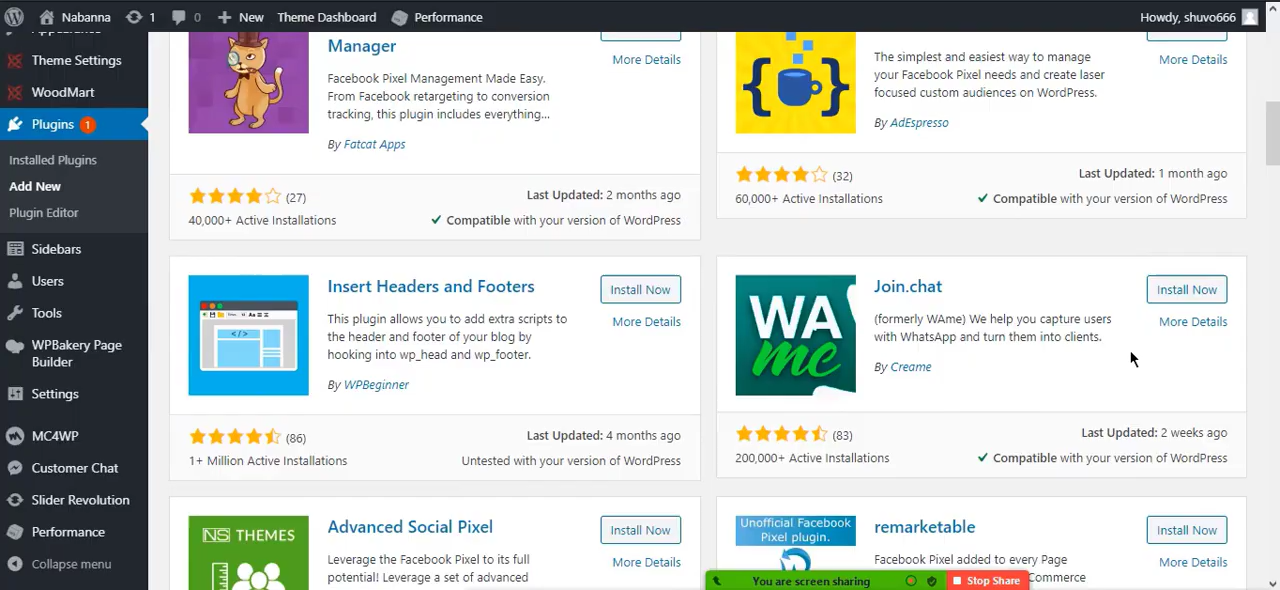 Nabanna
1
0
New
Theme Dashboard
Performance
Howdy, shuvo666
Theme Settings
WoodMart
Plugins 1
Installed Plugins
Add New
Plugin Editor
Sidebars
Users
Tools
WPBakery Page
Builder
Settings
MC4WP
Customer Chat
Slider Revolution
Performance
Collapse menu
Manager
More Details
Facebook Pixel Management Made Easy.
From Facebook retargeting to conversion
tracking, this plugin includes everything...
By Fatcat Apps
(27)
Last Updated: 2 months ago
40,000+ Active Installations
Compatible with your version of WordPress
More Details
The simplest and easiest way to manage
your Facebook Pixel needs and create laser
focused custom audiences on WordPress.
By AdEspresso
(32)
Last Updated: 1 month ago
60,000+ Active Installations
Compatible with your version of WordPress
Insert Headers and Footers
Install Now
More Details
This plugin allows you to add extra scripts to
the header and footer of your blog by
hooking into wp_head and wp_footer.
By WPBeginner
(86)
Last Updated: 4 months ago
1+ Million Active Installations
Untested with your version of WordPress
WA
me
Join.chat
Install Now
More Details
(formerly WAme) We help you capture users
with WhatsApp and turn them into clients.
By Creame
(83)
Last Updated: 2 weeks ago
200,000+ Active Installations
Compatible with your version of WordPress
NS THEMES
Advanced Social Pixel
Install Now
More Details
Leverage the Facebook Pixel to its full
potential! Leverage a set of advanced
Unofficial Facebook
Pixel plugin.
remarketable
Install Now
More Details
Facebook Pixel added to every Page
Commerce
You are screen sharing
Stop Share